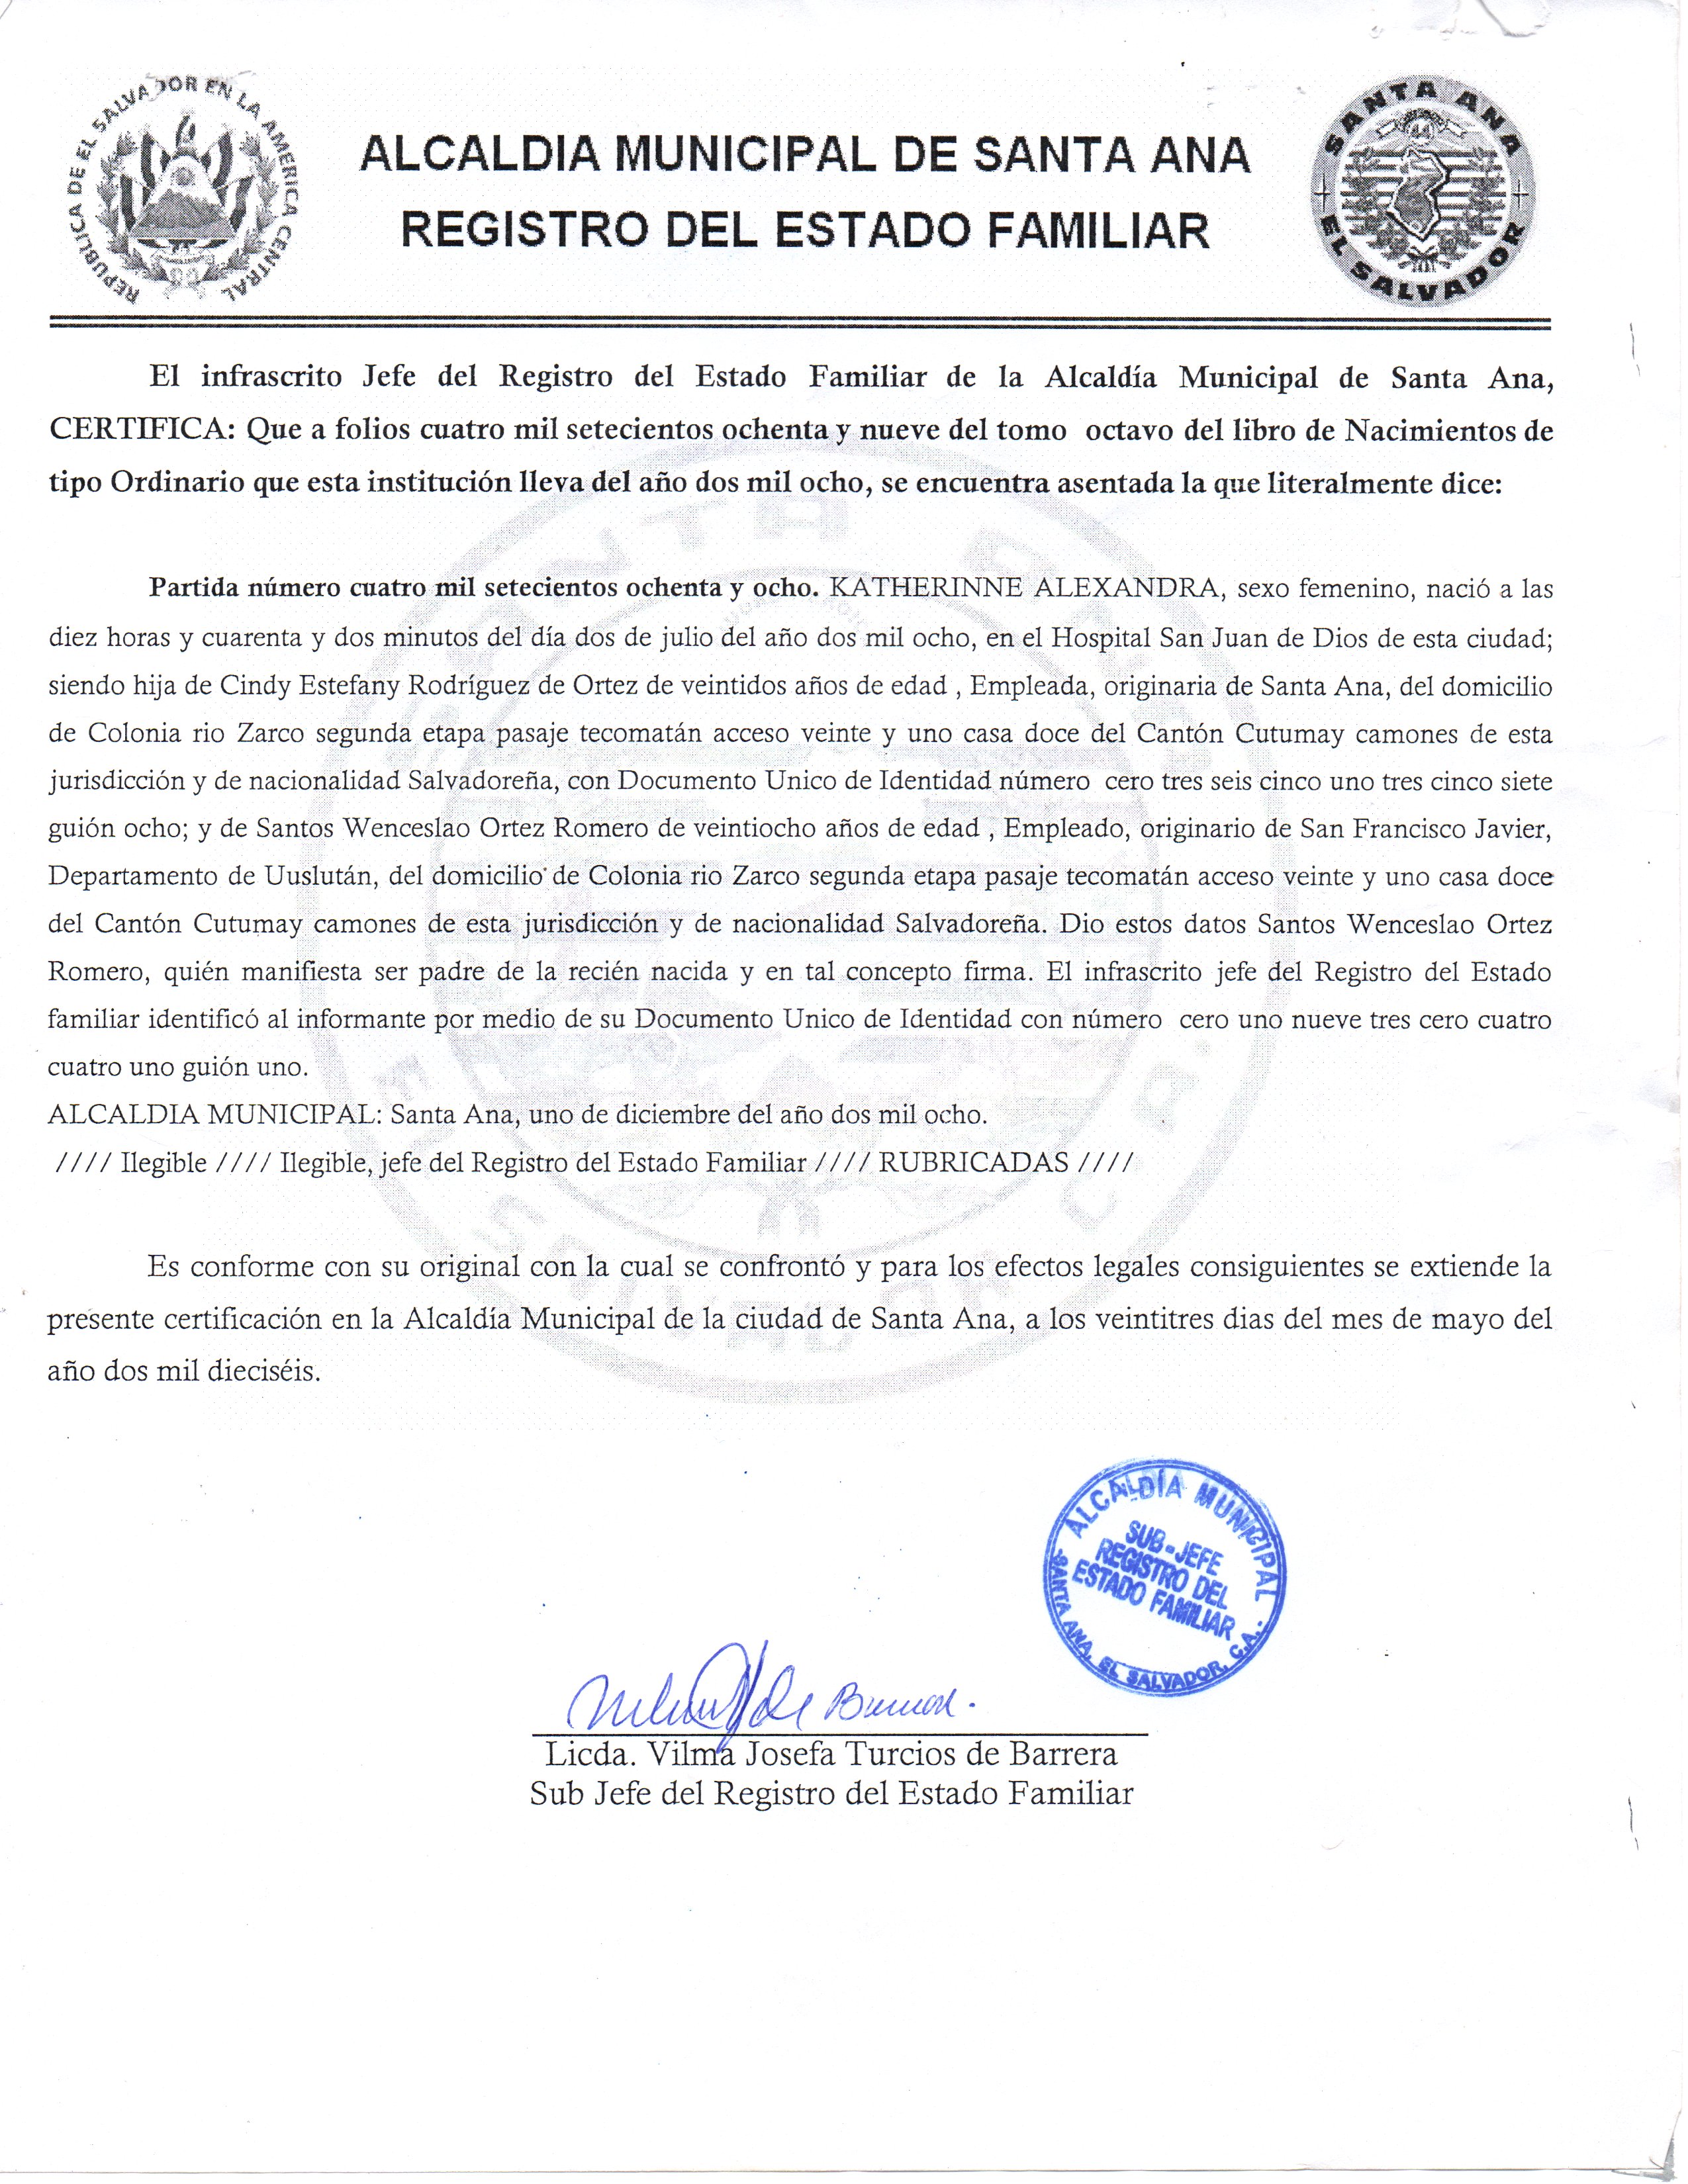 REPUBLICA DE EL SALVADOR EN LA AMERICA CENTRAL
ALCALDIA MUNICIPAL DE SANTA ANA
REGISTRO DEL ESTADO FAMILIAR
SANTA ANA
EL SALVADOR
El infrascrito Jefe del Registro del Estado Familiar de la Alcaldía Municipal de Santa Ana,
CERTIFICA: Que a folios cuatro mil setecientos ochenta y nueve del tomo octavo del libro de Nacimientos de
tipo Ordinario que esta institución lleva del año dos mil ocho, se encuentra asentada la que literalmente dice:
Partida número cuatro mil setecientos ochenta y ocho. KATHERINNE ALEXANDRA, sexo femenino, nació a las
diez horas y cuarenta y dos minutos del día dos de julio del año dos mil ocho, en el Hospital San Juan de Dios de esta ciudad;
siendo hija de Cindy Estefany Rodríguez de Ortez de veintidos años de edad , Empleada, originaria de Santa Ana, del domicilio
de Colonia rio Zarco segunda etapa pasaje tecomatán acceso veinte y uno casa doce del Cantón Cutumay camones de esta
jurisdicción y de nacionalidad Salvadoreña, con Documento Unico de Identidad número cero tres seis cinco uno tres cinco siete
guión ocho; y de Santos Wenceslao Ortez Romero de veintiocho años de edad , Empleado, originario de San Francisco Javier,
Departamento de Uuslután, del domicilio de Colonia rio Zarco segunda etapa pasaje tecomatán acceso veinte y uno casa doce
del Cantón Cutumay camones de esta jurisdicción y de nacionalidad Salvadoreña. Dio estos datos Santos Wenceslao Ortez
Romero, quién manifiesta ser padre de la recién nacida y en tal concepto firma. El infrascrito jefe del Registro del Estado
familiar identificó al informante por medio de su Documento Unico de Identidad con número cero uno nueve tres cero cuatro
cuatro uno guión uno.
ALCALDIA MUNICIPAL: Santa Ana, uno de diciembre del año dos mil ocho.
//// Ilegible //// Ilegible, jefe del Registro del Estado Familiar //// RUBRICADAS ////
Es conforme con su original con la cual se confrontó y para los efectos legales consiguientes se extiende la
presente certificación en la Alcaldía Municipal de la ciudad de Santa Ana, a los veintitres dias del mes de mayo del
año dos mil dieciséis.
ALCALDÍA MUNICIPAL
SUB-JEFE
REGISTRO DEL
ESTADO FAMILIAR
SANTA ANA, EL SALVADOR, C.A.
Licda. Vilma Josefa Turcios de Barrera
Sub Jefe del Registro del Estado Familiar